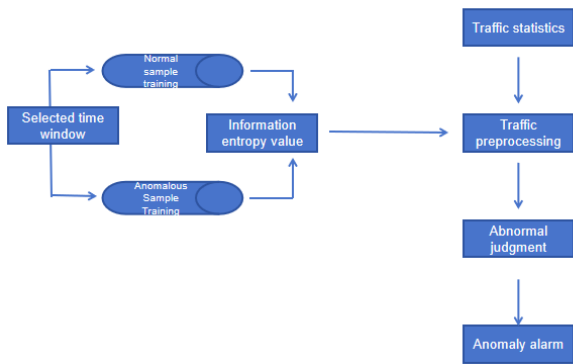 Traffic statistics
Normal
sample
training
Selected time
window
Information
entropy value
Traffic
preprocessing
Anomalous
Sample
Training
Abnormal
judgment
Anomaly alarm